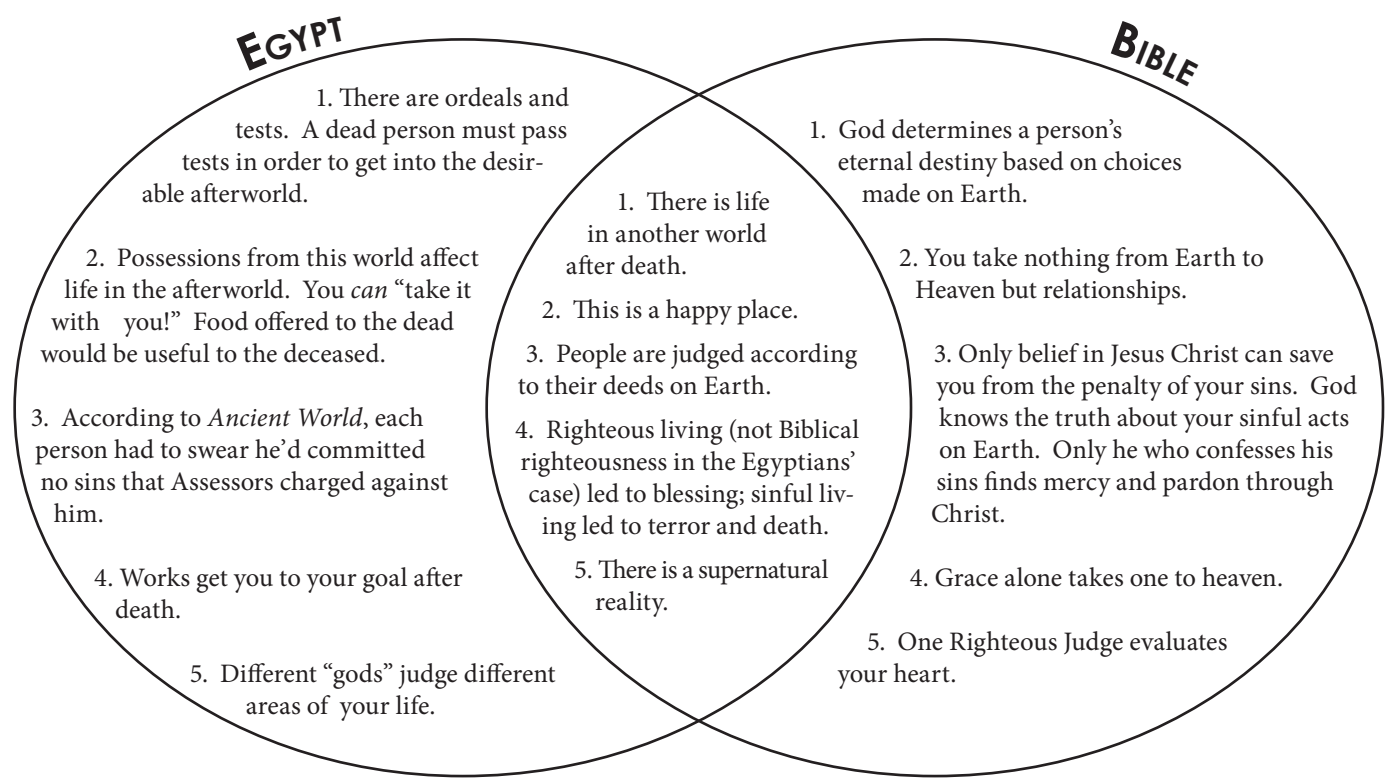 EGYPT
1. There are ordeals and
tests. A dead person must pass
tests in order to get into the desir-
able afterworld.
2. Possessions from this world affect
life in the afterworld. You can “take it
with you!” Food offered to the dead
would be useful to the deceased.
3. According to Ancient World, each
person had to swear he’d committed
no sins that Assessors charged against
him.
4. Works get you to your goal after
death.
5. Different “gods” judge different
areas of your life.
1. There is life
in another world
after death.
2. This is a happy place.
3. People are judged according
to their deeds on Earth.
4. Righteous living (not Biblical
righteousness in the Egyptians’
case) led to blessing; sinful liv-
ing led to terror and death.
5. There is a supernatural
reality.
BIBLE
1. God determines a person’s
eternal destiny based on choices
made on Earth.
2. You take nothing from Earth to
Heaven but relationships.
3. Only belief in Jesus Christ can save
you from the penalty of your sins. God
knows the truth about your sinful acts
on Earth. Only he who confesses his
sins finds mercy and pardon through
Christ.
4. Grace alone takes one to heaven.
5. One Righteous Judge evaluates
your heart.